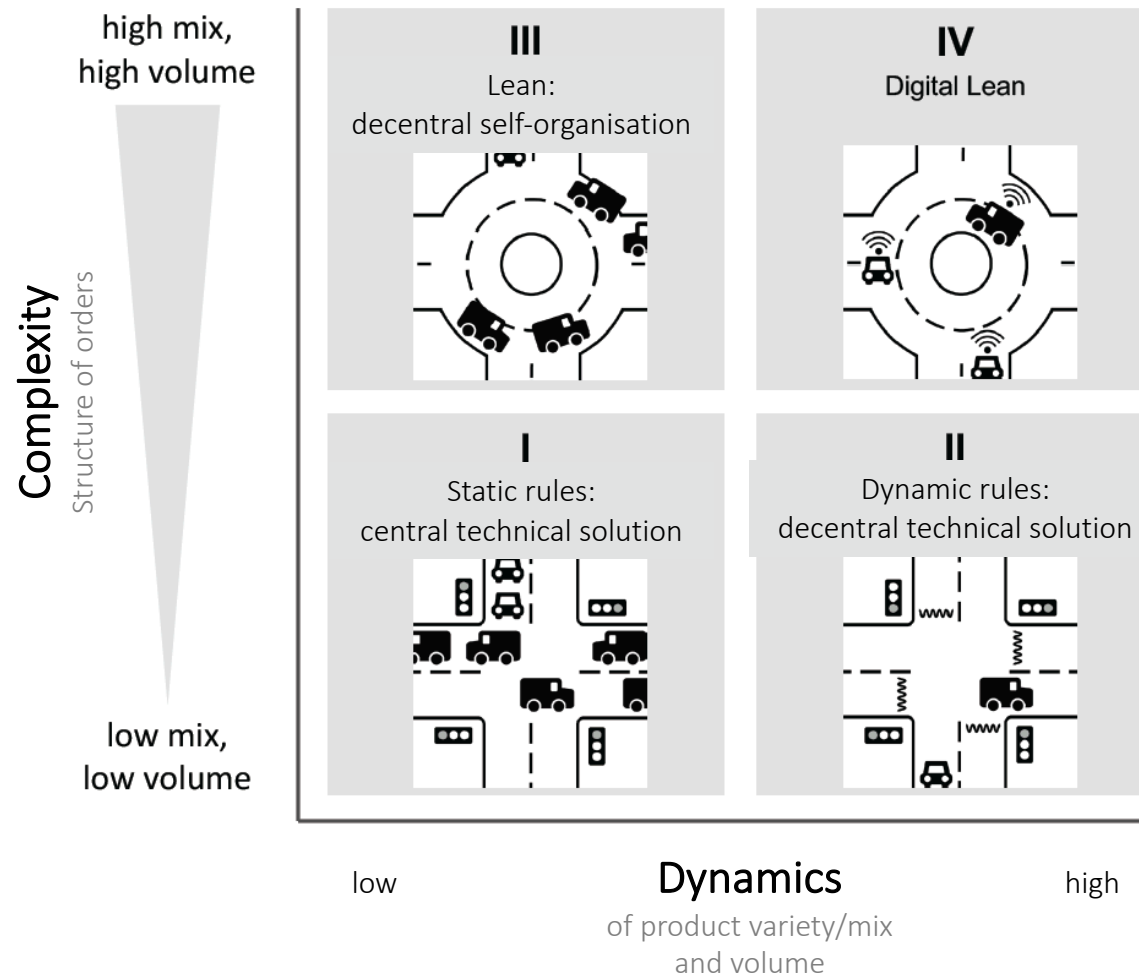 high mix,
high volume
III
Lean:
decentral self-organisation
IV
Digital Lean
Complexity
Structure of orders
I
Static rules:
central technical solution
II
Dynamic rules:
decentral technical solution
low mix,
low volume
low
Dynamics
high
of product variety/mix
and volume